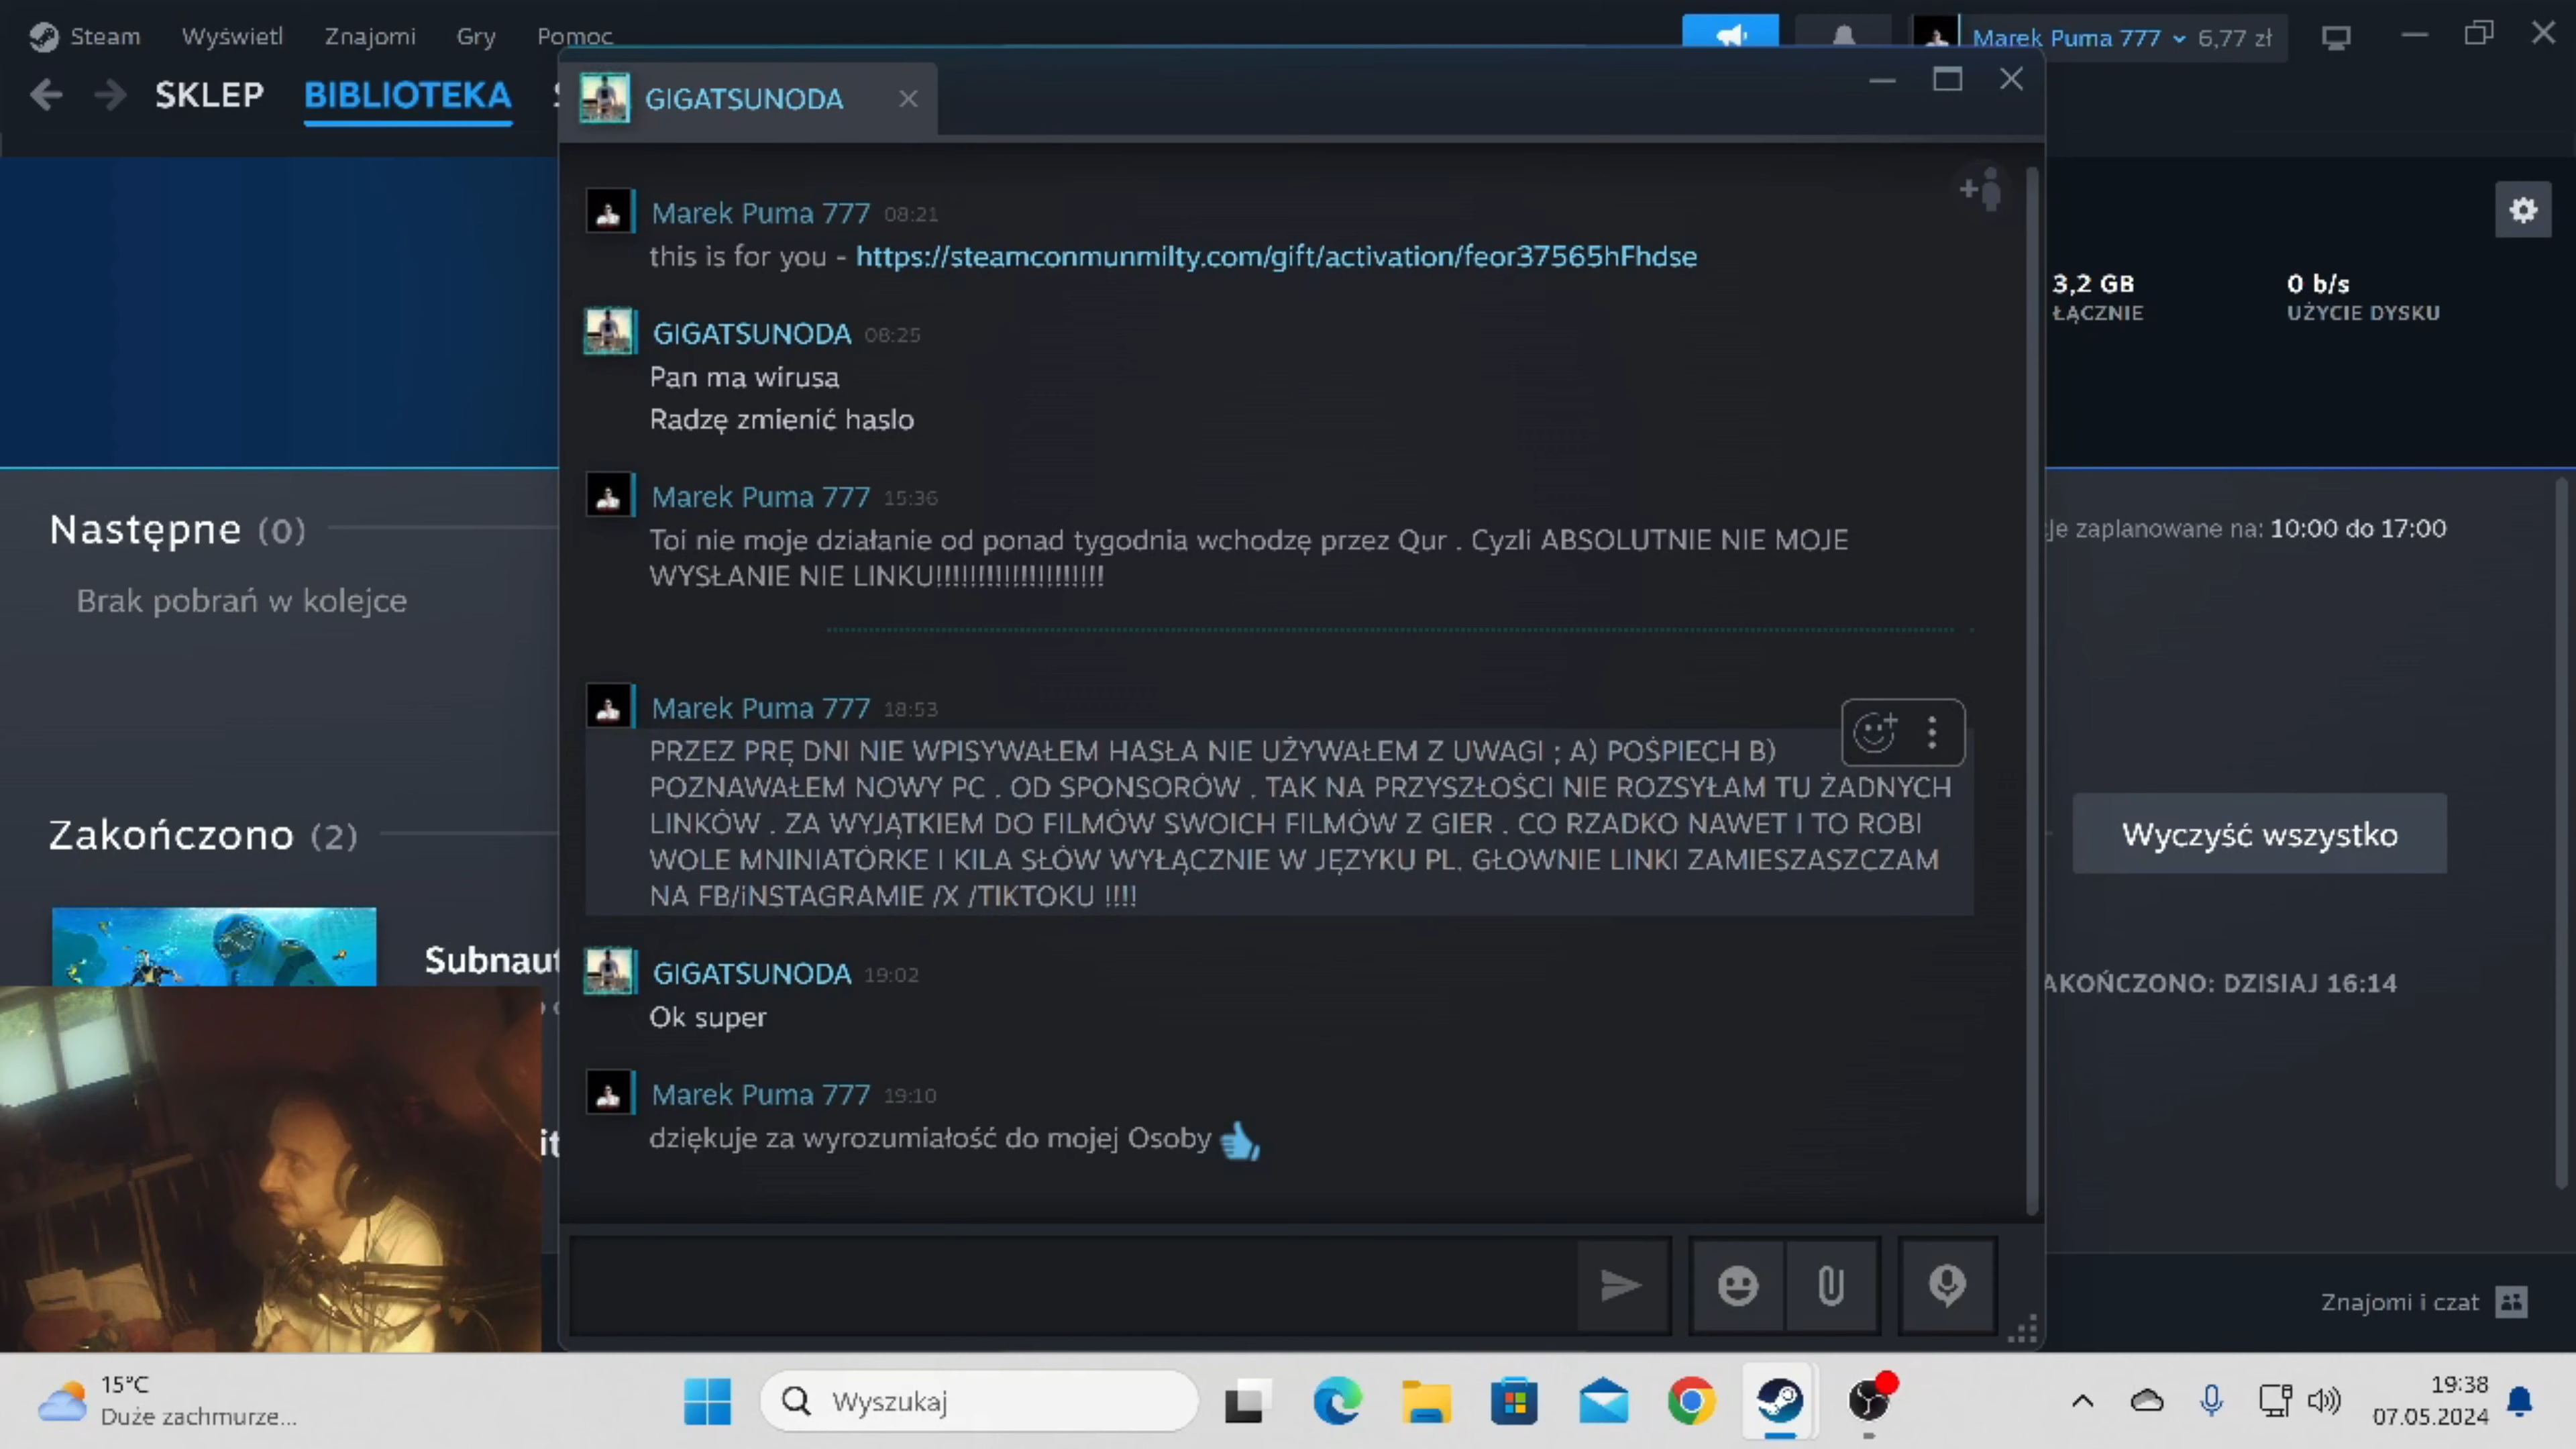 Steam Wyświetl Znajomi Gry Pomoc
Marek Puma 777 6,77 zł
SKLEP BIBLIOTEKA
GIGATSUNODA
Marek Puma 777 08:21
this is for you - https://steamconmunmilty.com/gift/activation/feor37565hFhdse
GIGATSUNODA 08:25
Pan ma wirusa
Radzę zmienić haslo
Marek Puma 777 15:36
Toi nie moje działanie od ponad tygodnia wchodzę przez Qur . Cyzli ABSOLUTNIE NIE MOJE
WYSŁANIE NIE LINKU!!!!!!!!!!!!!!!!!!!!
Marek Puma 777 18:53
PRZEZ PRĘ DNI NIE WPISYWAŁEM HASŁA NIE UŻYWAŁEM Z UWAGI ; A) POŚPIECH B)
POZNAWAŁEM NOWY PC . OD SPONSORÓW . TAK NA PRZYSZŁOŚCI NIE ROZSYŁAM TU ŻADNYCH
LINKÓW . ZA WYJĄTKIEM DO FILMÓW SWOICH FILMÓW Z GIER . CO RZADKO NAWET I TO ROBI
WOLE MNINIATÓRKE I KILA SŁÓW WYŁĄCZNIE W JĘZYKU PL. GŁOWNIE LINKI ZAMIESZASZCZAM
NA FB/iNSTAGRAMIE /X /TIKTOKU !!!!
GIGATSUNODA 19:02
Ok super
Marek Puma 777 19:10
dziękuje za wyrozumiałość do mojej Osoby
3,2 GB 0 b/s
ŁĄCZNIE UŻYCIE DYSKU
Następne (0)
je zaplanowane na: 10:00 do 17:00
Brak pobrań w kolejce
Zakończono (2)
Wyczyść wszystko
Subnaut
AKOŃCZONO: DZISIAJ 16:14
it
Znajomi i czat
15°C
Duże zachmurze...
Wyszukaj
19:38
07.05.2024